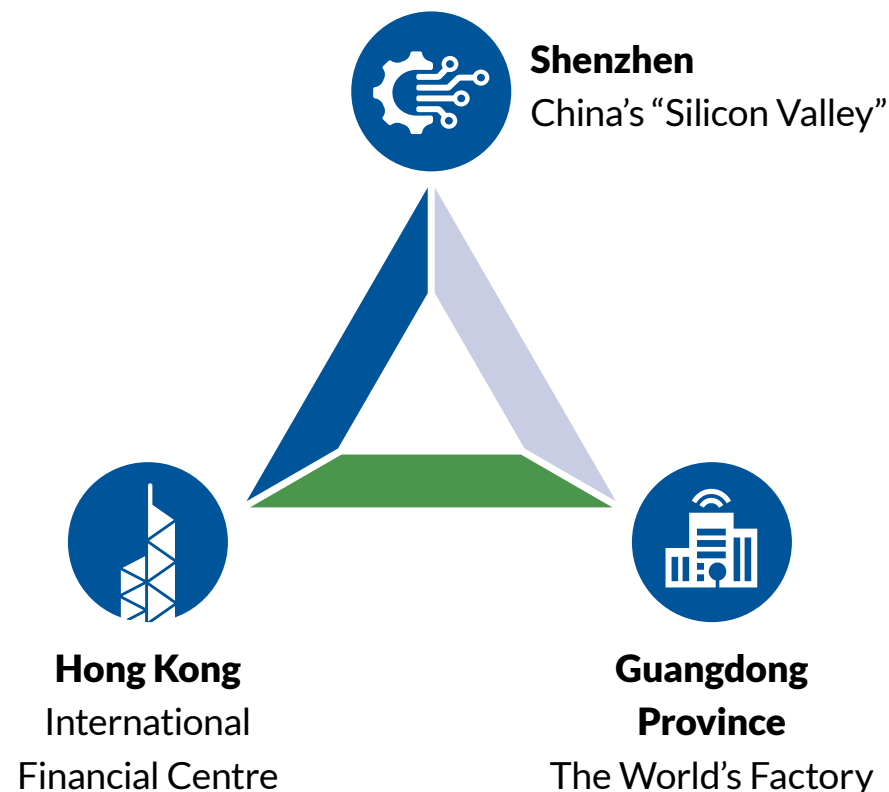 Shenzhen
China’s “Silicon Valley”
Hong Kong
International
Financial Centre
Guangdong
Province
The World’s Factory